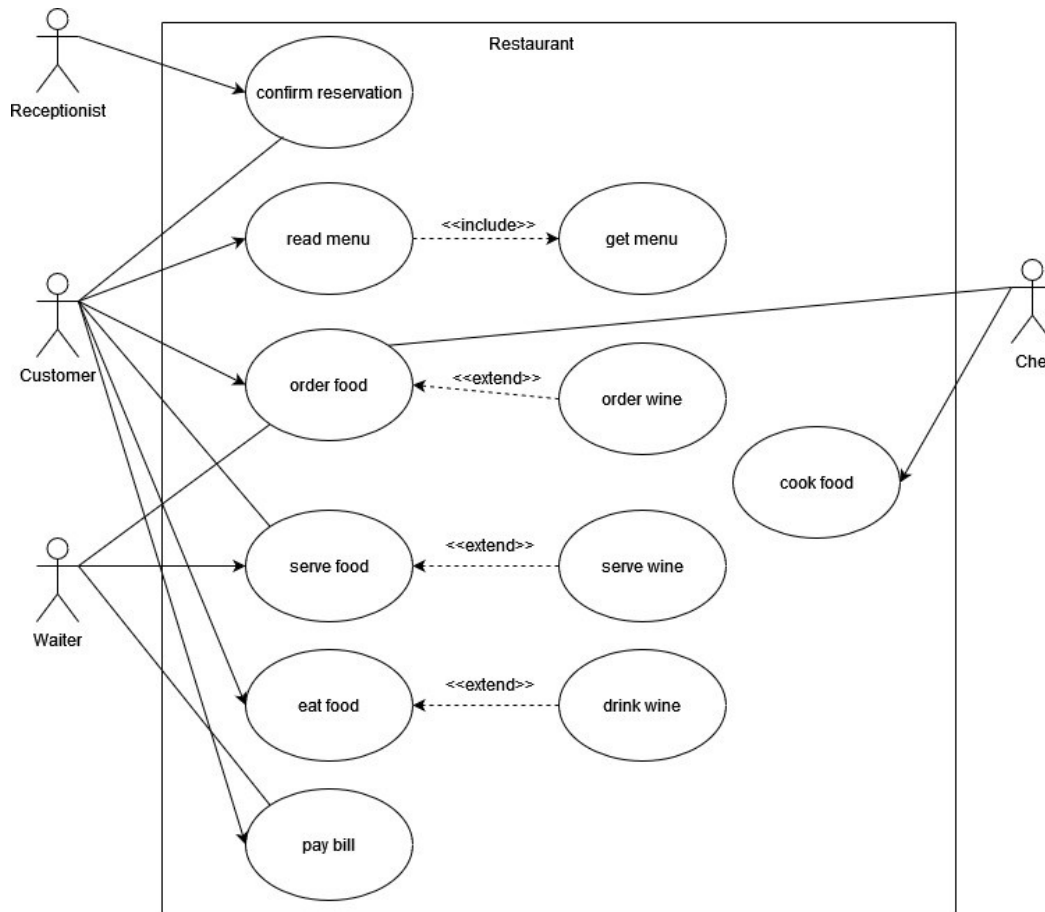 Restaurant
Receptionist
confirm reservation
read menu
<<include>>
get menu
Customer
order food
<<extend>>
order wine
Che
cook food
Waiter
serve food
<<extend>>
serve wine
eat food
<<extend>>
drink wine
pay bill